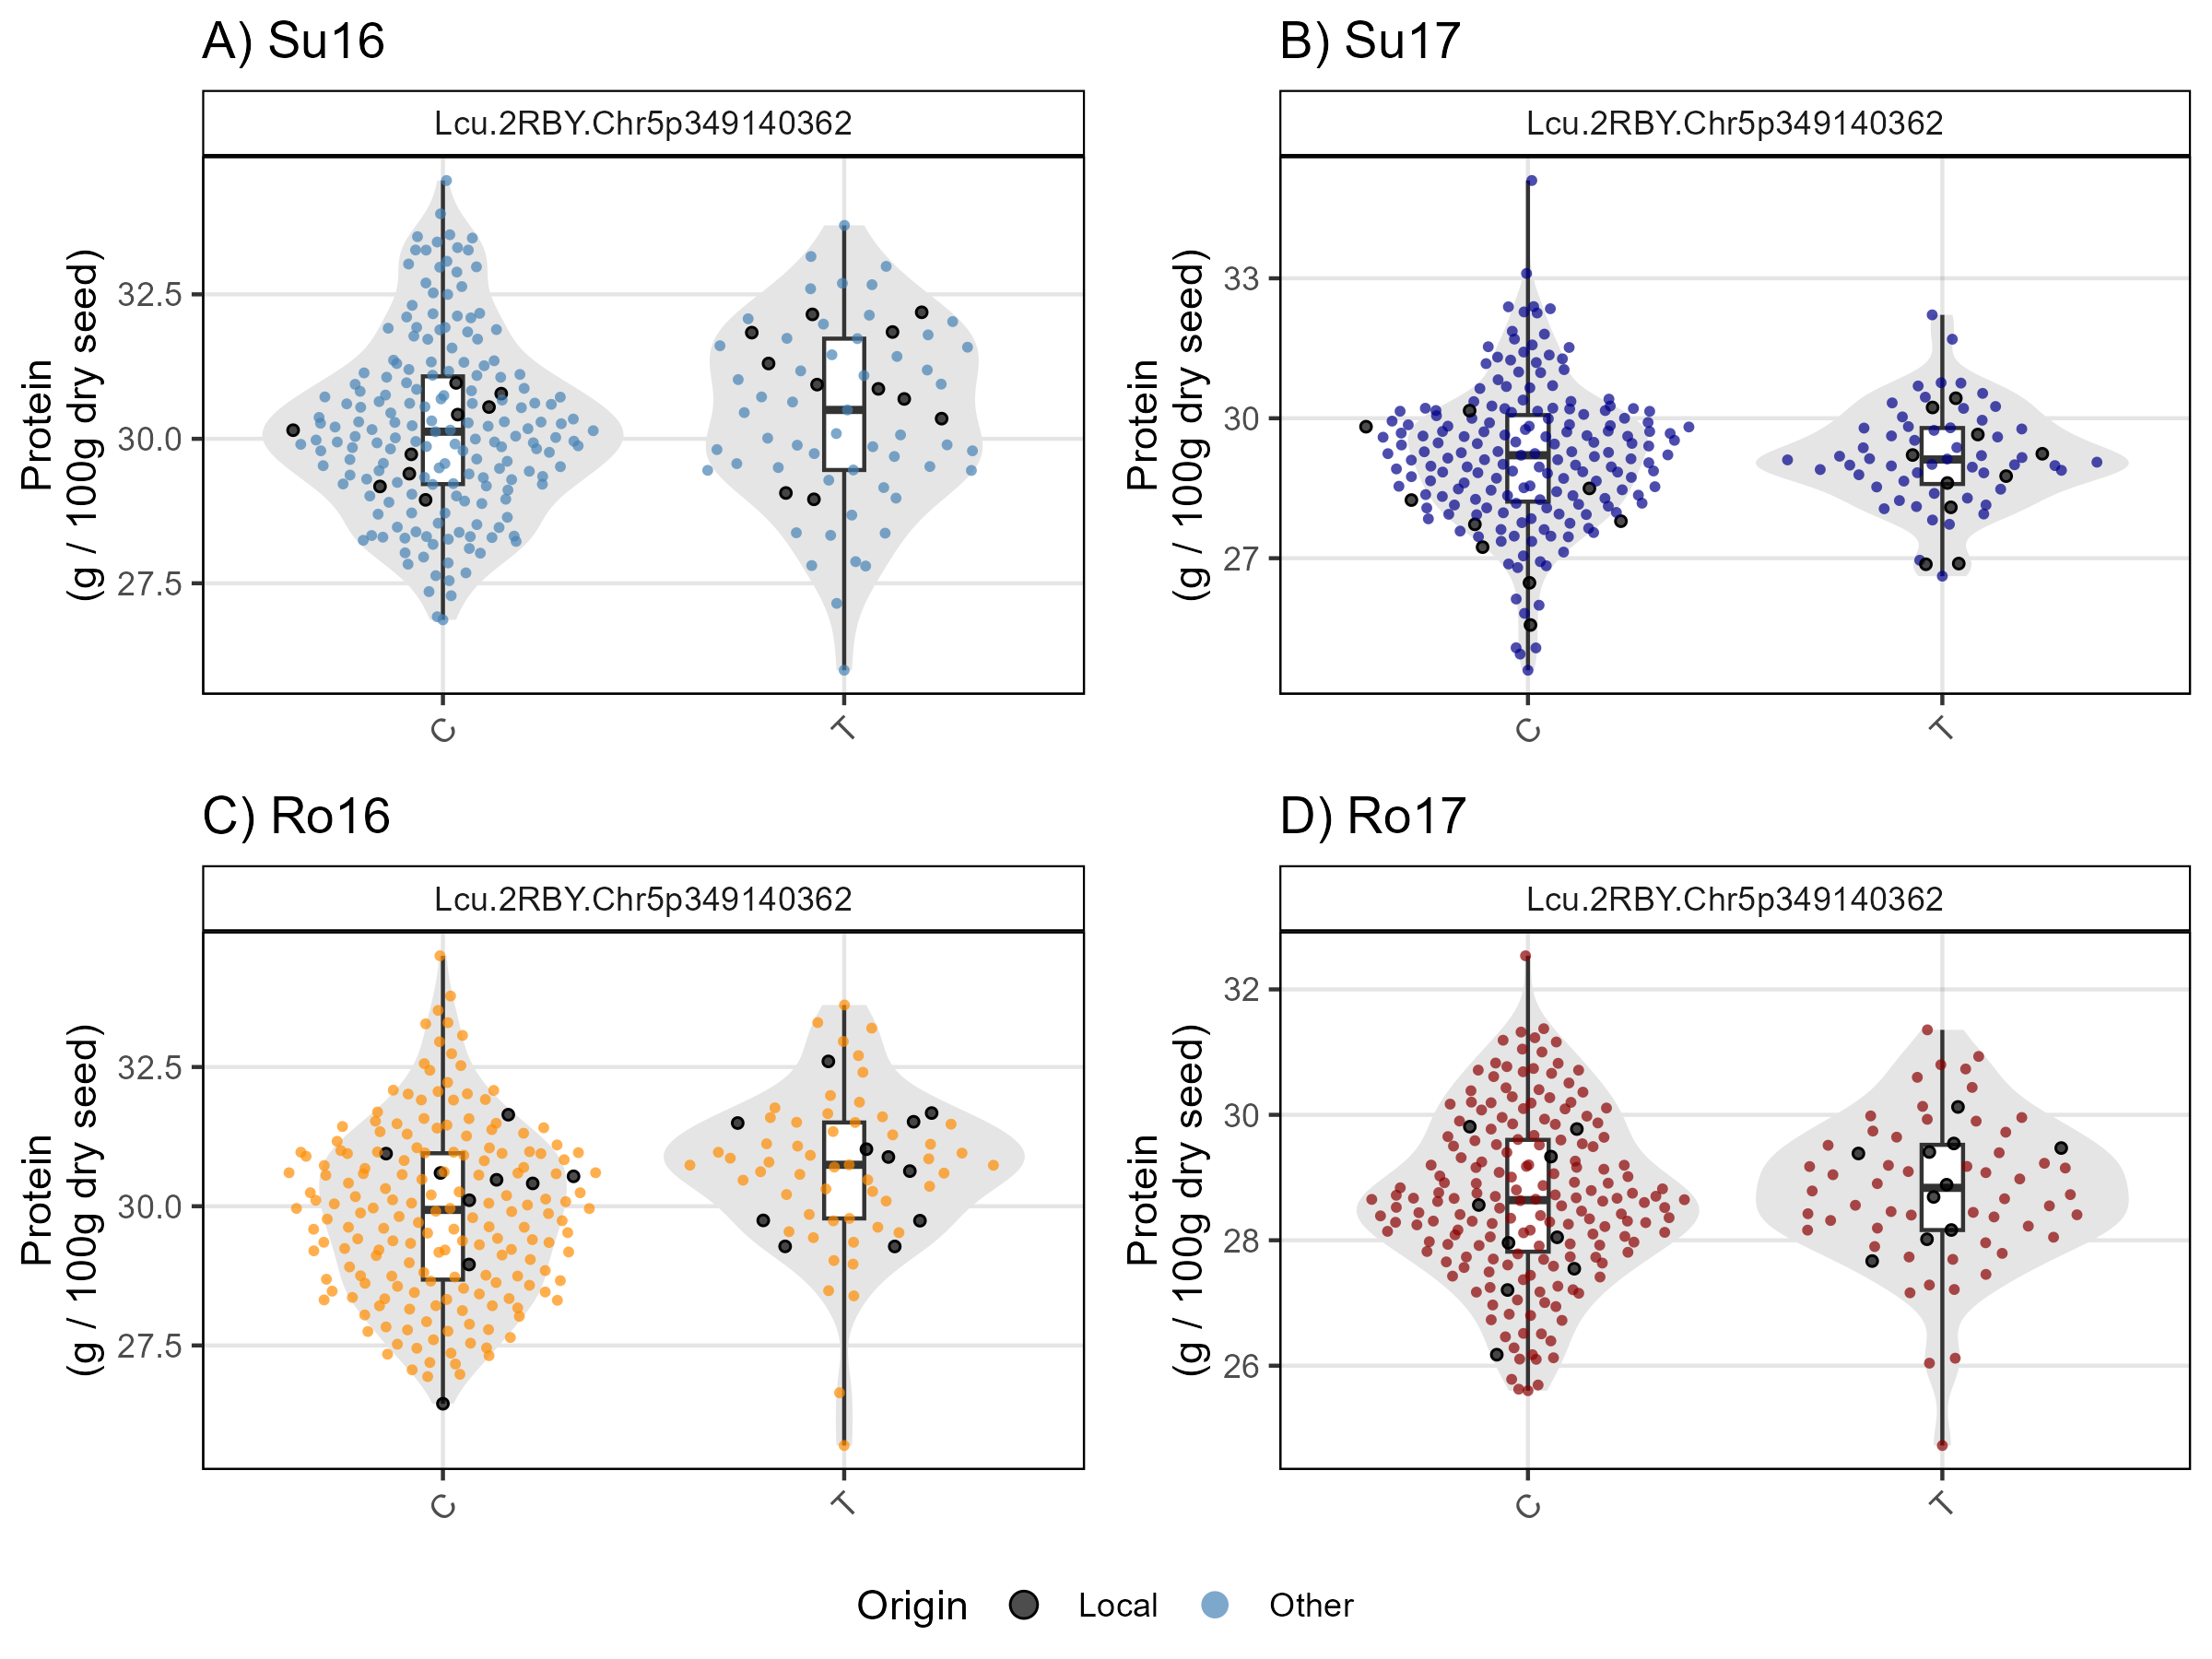 A) Su16
Lcu.2RBY.Chr5p349140362
Protein
(g / 100g dry seed)
32.5
30.0
27.5
C
T
B) Su17
Lcu.2RBY.Chr5p349140362
Protein
(g / 100g dry seed)
33
30
27
C
T
C) Ro16
Lcu.2RBY.Chr5p349140362
Protein
(g / 100g dry seed)
32.5
30.0
27.5
C
T
D) Ro17
Lcu.2RBY.Chr5p349140362
Protein
(g / 100g dry seed)
32
30
28
26
C
T
Origin
Local
Other